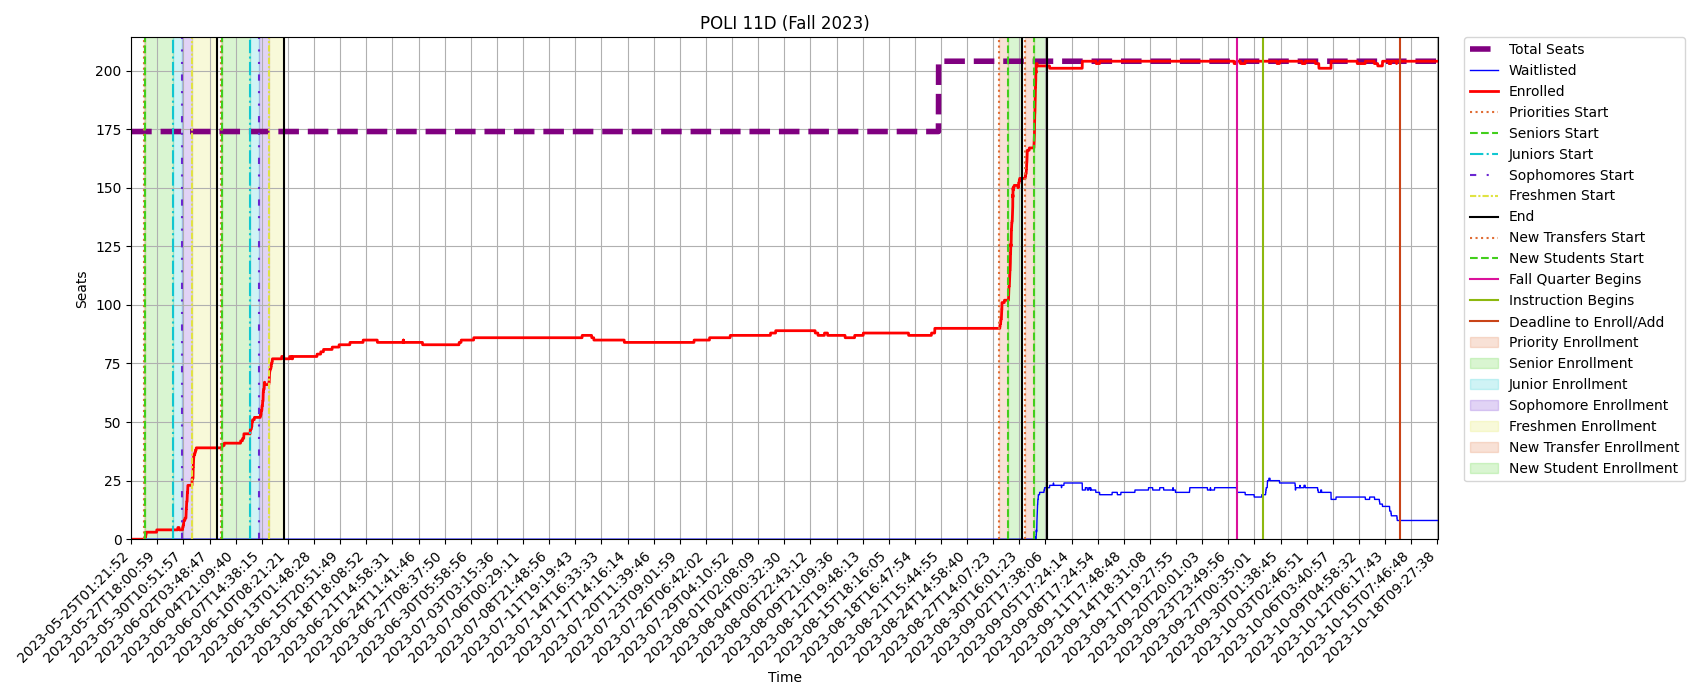 POLI 11D (Fall 2023)
Seats
200
175
150
125
100
75
50
25
0
2023-05-25T01:21:52
2023-05-27T18:00:59
2023-05-30T10:51:57
2023-06-02T03:48:47
2023-06-04T21:09:40
2023-06-07T14:38:15
2023-06-10T08:21:21
2023-06-13T01:48:28
2023-06-15T20:51:49
2023-06-18T18:08:52
2023-06-21T14:58:31
2023-06-24T11:41:46
2023-06-27T08:37:50
2023-06-30T05:58:56
2023-07-03T03:15:36
2023-07-06T00:29:11
2023-07-08T21:48:56
2023-07-11T19:19:43
2023-07-14T16:33:33
2023-07-17T14:16:14
2023-07-20T11:39:46
2023-07-23T09:01:59
2023-07-26T06:42:02
2023-07-29T04:10:52
2023-08-01T02:08:09
2023-08-04T00:32:30
2023-08-06T22:43:12
2023-08-09T21:09:36
2023-08-12T19:48:13
2023-08-15T18:16:05
2023-08-18T16:47:54
2023-08-21T15:44:55
2023-08-24T14:58:40
2023-08-27T14:07:23
2023-08-30T16:01:23
2023-09-02T17:38:06
2023-09-05T17:24:14
2023-09-08T17:24:54
2023-09-11T17:48:48
2023-09-14T18:31:08
2023-09-17T19:27:55
2023-09-20T20:01:03
2023-09-23T23:49:56
2023-09-27T00:35:01
2023-09-30T01:38:45
2023-10-03T02:46:51
2023-10-06T03:40:57
2023-10-09T04:58:32
2023-10-12T06:17:43
2023-10-15T07:46:48
2023-10-18T09:27:38
Time
Total Seats
Waitlisted
Enrolled
Priorities Start
Seniors Start
Juniors Start
Sophomores Start
Freshmen Start
End
New Transfers Start
New Students Start
Fall Quarter Begins
Instruction Begins
Deadline to Enroll/Add
Priority Enrollment
Senior Enrollment
Junior Enrollment
Sophomore Enrollment
Freshmen Enrollment
New Transfer Enrollment
New Student Enrollment